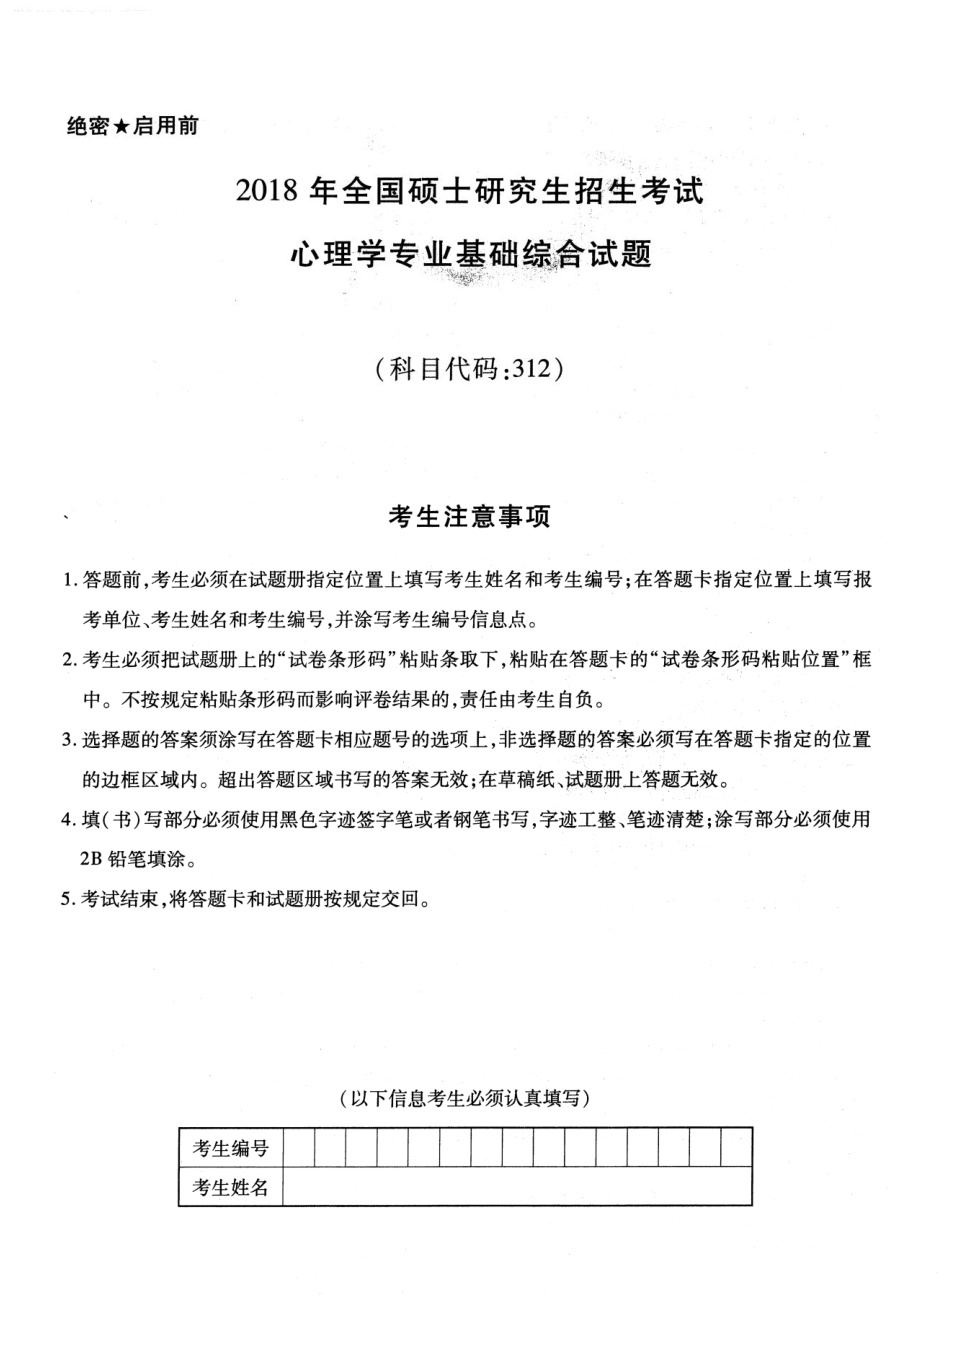 绝密★启用前
2018 年全国硕士研究生招生考试
心理学专业基础综合试题
(科目代码:312)
考生注意事项
1. 答题前,考生必须在试题册指定位置上填写考生姓名和考生编号;在答题卡指定位置上填写报
考单位、考生姓名和考生编号,并涂写考生编号信息点。
2. 考生必须把试题册上的“试卷条形码”粘贴条取下,粘贴在答题卡的“试卷条形码粘贴位置”框
中。不按规定粘贴条形码而影响评卷结果的,责任由考生自负。
3. 选择题的答案须涂写在答题卡相应题号的选项上,非选择题的答案必须写在答题卡指定的位置
的边框区域内。超出答题区域书写的答案无效;在草稿纸、试题册上答题无效。
4. 填(书)写部分必须使用黑色字迹签字笔或者钢笔书写,字迹工整、笔迹清楚;涂写部分必须使用
2B 铅笔填涂。
5. 考试结束,将答题卡和试题册按规定交回。
(以下信息考生必须认真填写)
考生编号
考生姓名